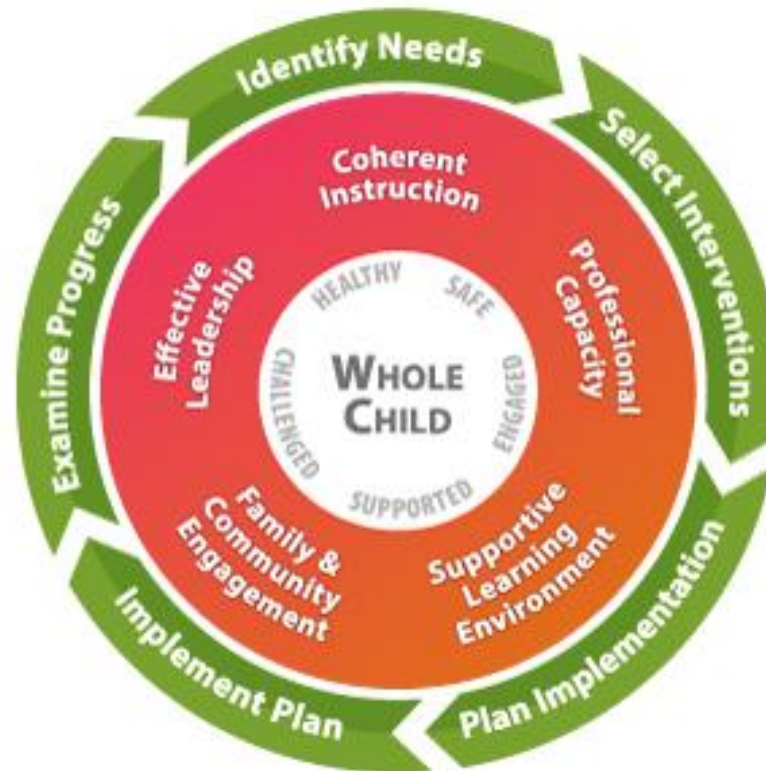 Identify Needs
Select Interventions
Plan Implementation
Implement Plan
Examine Progress
Coherent
Instruction
Professional
Capacity
Supportive
Learning
Environment
Family &
Community
Engagement
Effective
Leadership
HEALTHY
SAFE
ENGAGED
SUPPORTED
CHALLENGED
WHOLE
CHILD